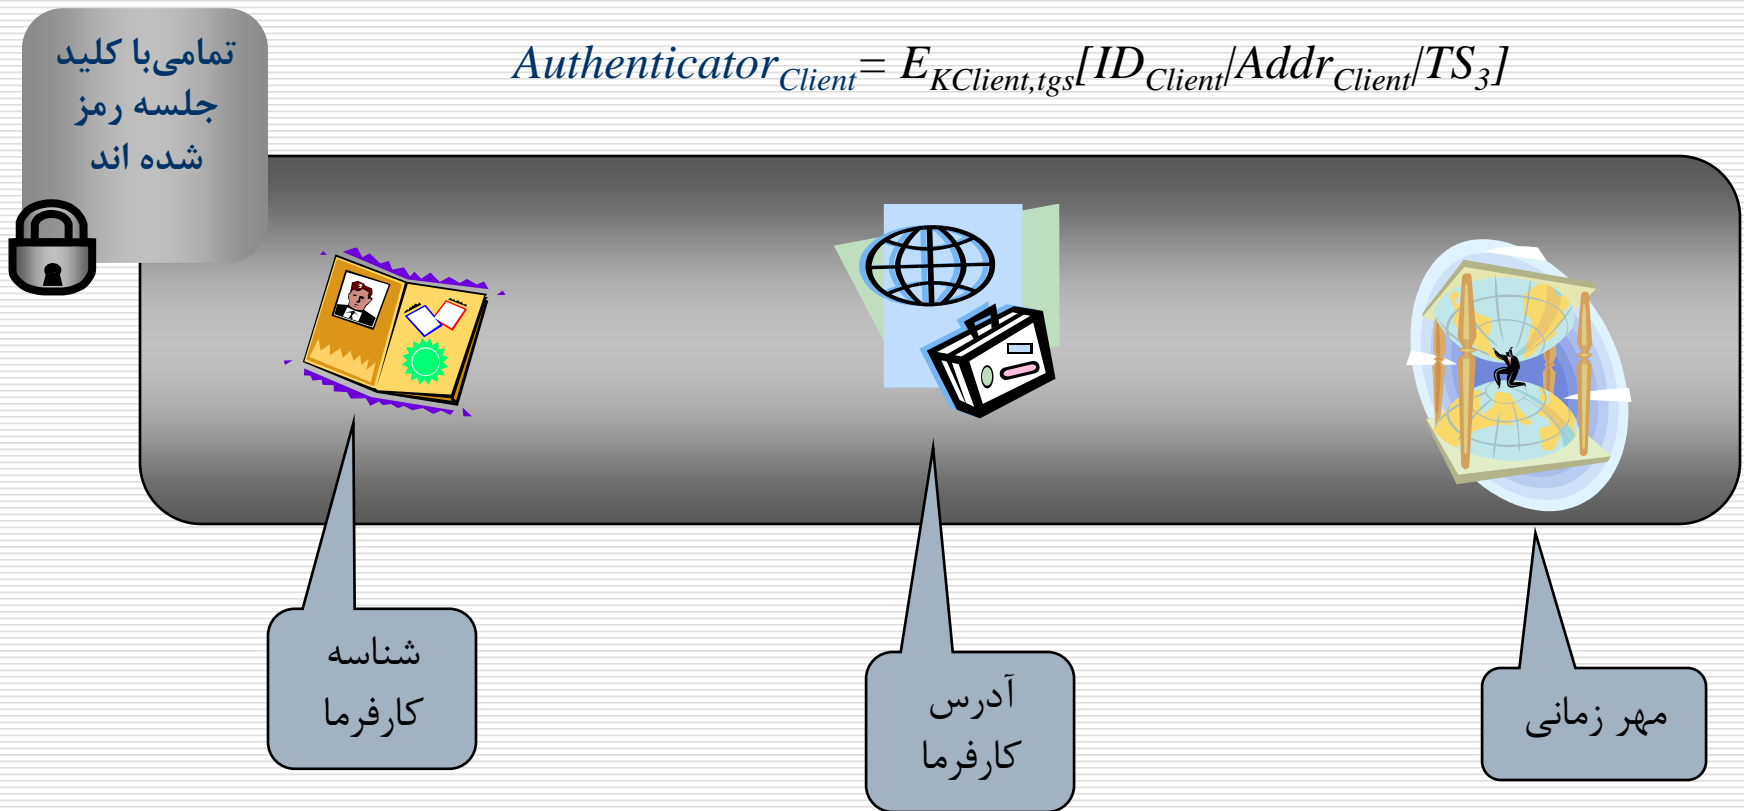 تمامی با کلید
جلسه رمز
شده اند
Authenticator_Client = E_KClient,tgs[ID_Client/Addr_Client/TS_3]
شناسه
کارفرما
آدرس
کارفرما
مهر زمانی